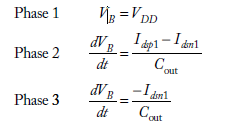 Phase 1 V_B = V_DD
Phase 2 dV_B/dt = (I_dsp1 − I_dsn1)/C_out
Phase 3 dV_B/dt = −I_dsn1/C_out